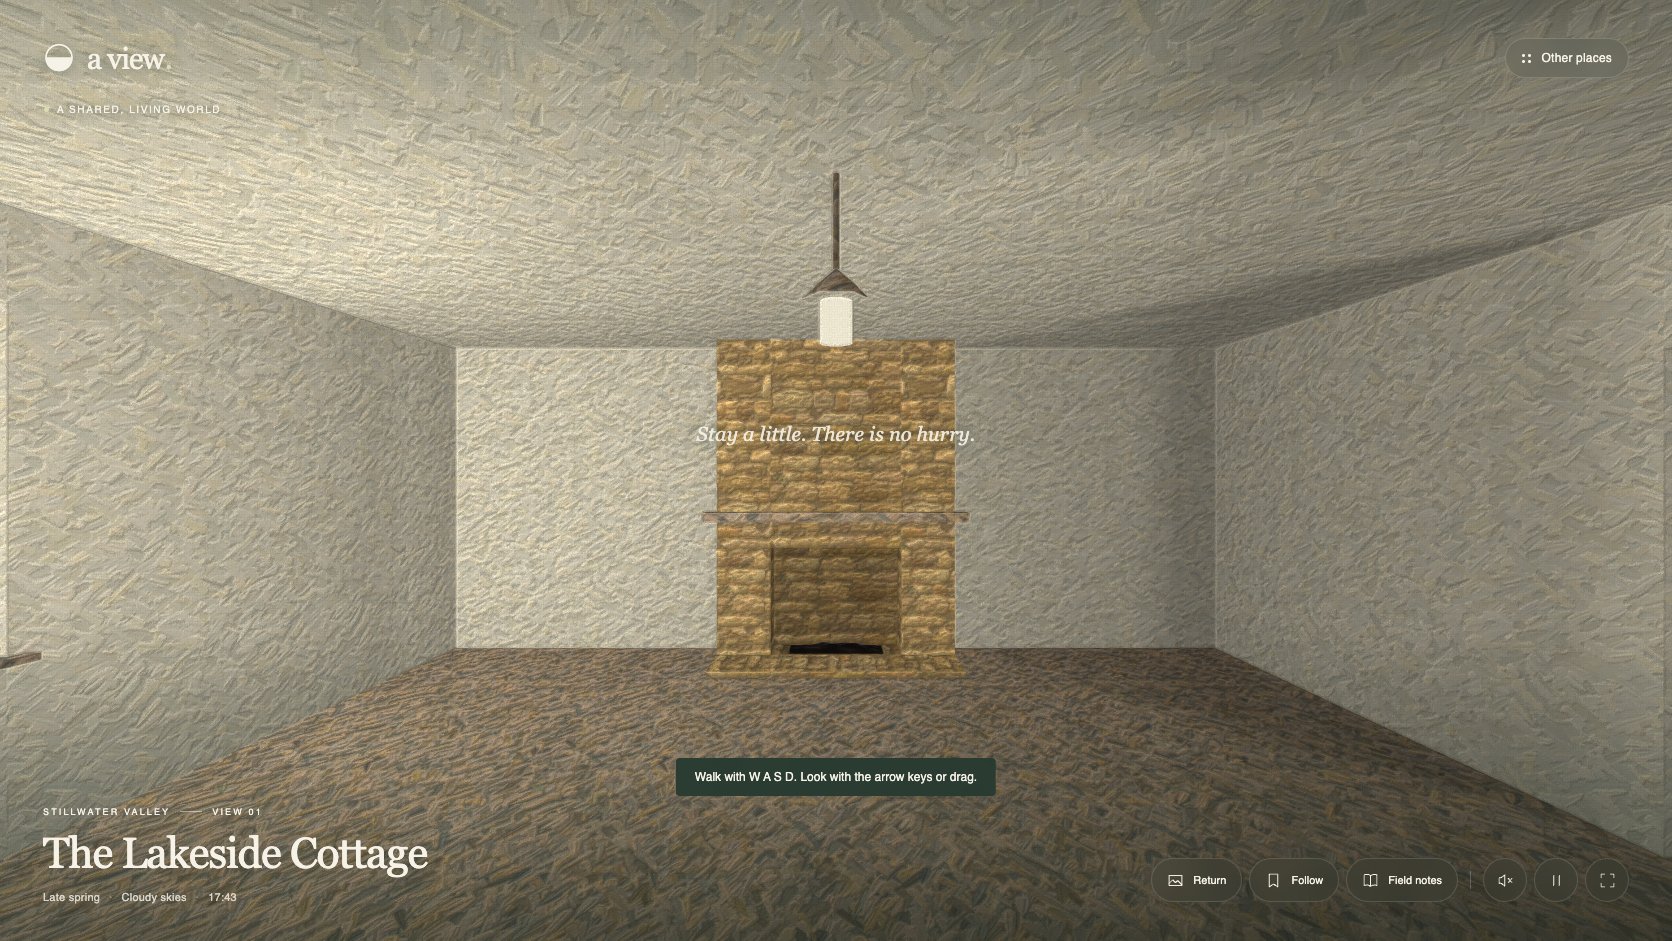 a view.
Other places
A SHARED, LIVING WORLD
Stay a little. There is no hurry.
Walk with W A S D. Look with the arrow keys or drag.
STILLWATER VALLEY — VIEW 01
The Lakeside Cottage
Late spring · Cloudy skies · 17:43
Return
Follow
Field notes